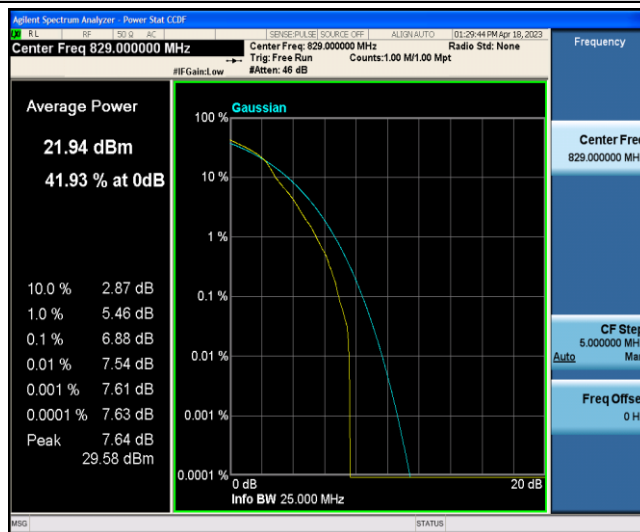 Agilent Spectrum Analyzer - Power Stat CCDF
RL RF 50 Ω AC SENSE:PULSE SOURCE OFF ALIGN AUTO 01:29:44 PM Apr 18, 2023
Center Freq 829.000000 MHz
Center Freq: 829.000000 MHz Radio Std: None
Trig: Free Run Counts:1.00 M/1.00 Mpt
#IFGain:Low #Atten: 46 dB
Frequency
Average Power
21.94 dBm
41.93 % at 0dB
10.0 % 2.87 dB
1.0 % 5.46 dB
0.1 % 6.88 dB
0.01 % 7.54 dB
0.001 % 7.61 dB
0.0001 % 7.63 dB
Peak 7.64 dB
29.58 dBm
Gaussian
100 %
10 %
1 %
0.1 %
0.01 %
0.001 %
0.0001 %
0 dB 20 dB
Info BW 25.000 MHz
Center Fre
829.000000 MH
CF Ste
5.000000 MH
Auto Ma
Freq Offse
0 H
MSG STATUS